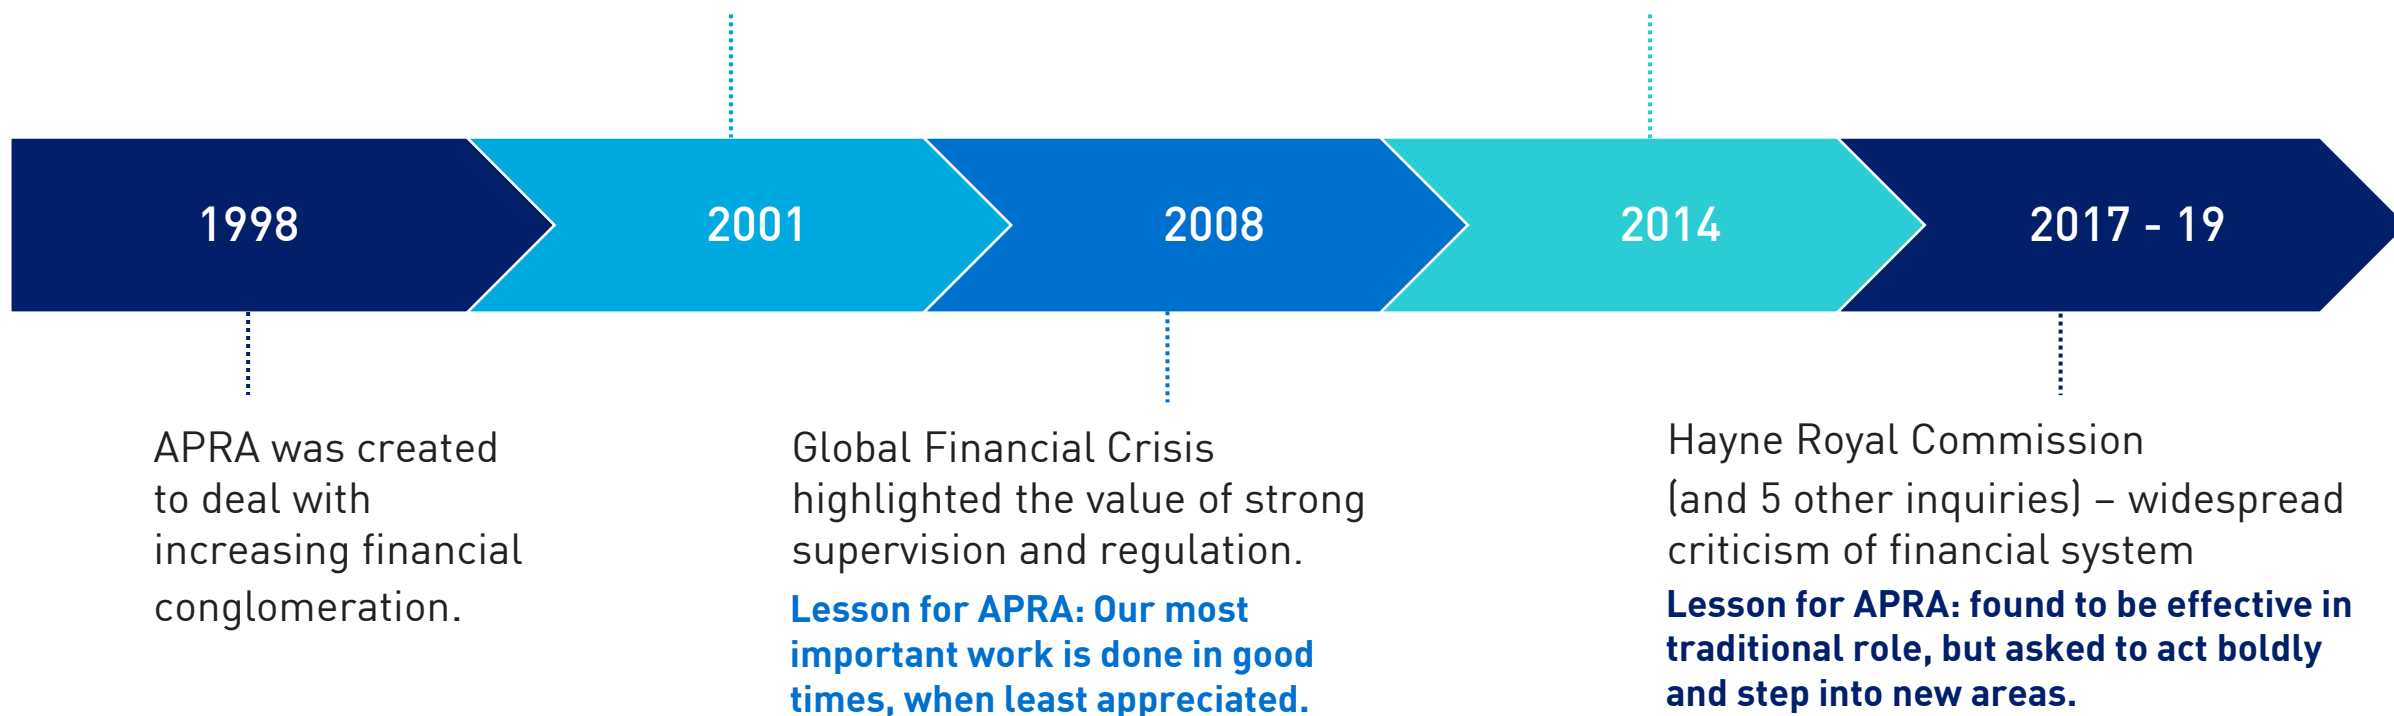 1998
2001
2008
2014
2017 - 19
APRA was created
to deal with
increasing financial
conglomeration.
Global Financial Crisis
highlighted the value of strong
supervision and regulation.
Lesson for APRA: Our most
important work is done in good
times, when least appreciated.
Hayne Royal Commission
(and 5 other inquiries) – widespread
criticism of financial system
Lesson for APRA: found to be effective in
traditional role, but asked to act boldly
and step into new areas.